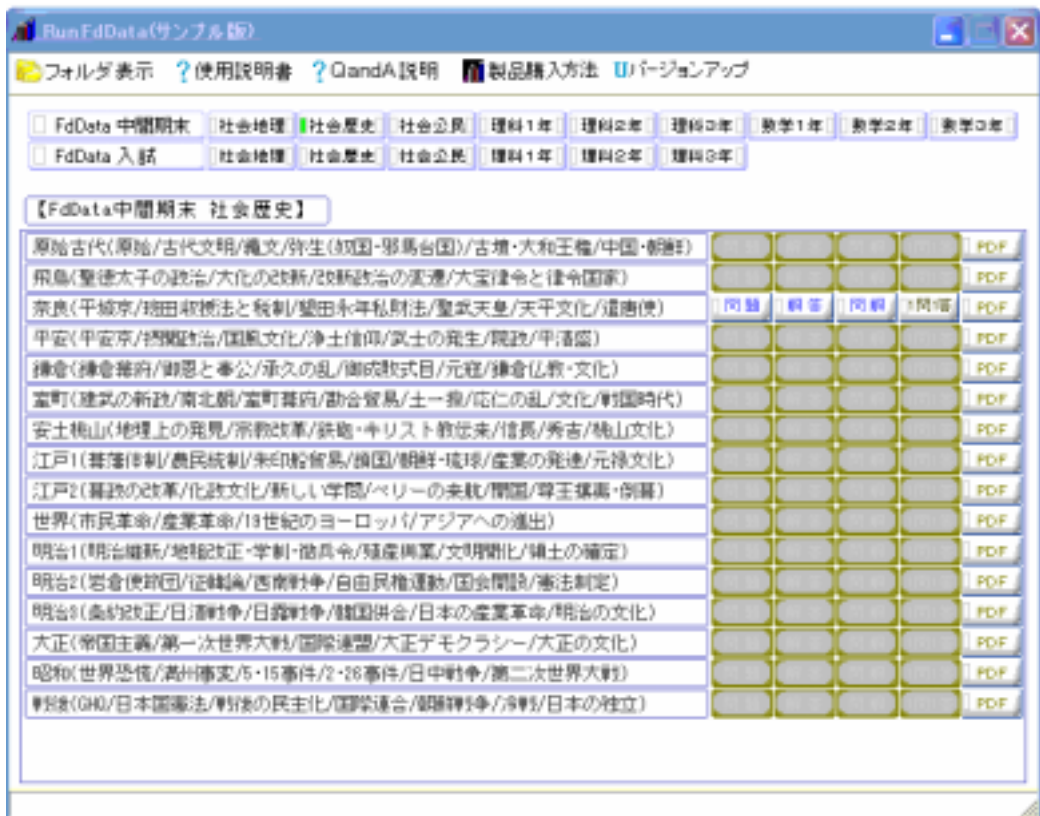 RunFdData(サンプル版)
フォルダ表示 ?使用説明書 ?QandA説明 製品購入方法 Uバージョンアップ
FdData 中間期末 社会地理 社会歴史 社会公民 理科1年 理科2年 理科3年 数学1年 数学2年 数学3年
FdData 入試 社会地理 社会歴史 社会公民 理科1年 理科2年 理科3年
【FdData中間期末 社会歴史】
原始古代(原始/古代文明/縄文/弥生(奴国・邪馬台国)/古墳・大和王権/中国・朝鮮) PDF
飛鳥(聖徳太子の政治/大化の改新/改新政治の変遷/大宝律令と律令国家) PDF
奈良(平城京/班田収授法と税制/墾田永年私財法/聖武天皇/天平文化/遣唐使) 問題 解答 問解 1問1答 PDF
平安(平安京/摂関政治/国風文化/浄土信仰/武士の発生/院政/平清盛) PDF
鎌倉(鎌倉幕府/御恩と奉公/承久の乱/御成敗式目/元寇/鎌倉仏教・文化) PDF
室町(建武の新政/南北朝/室町幕府/勘合貿易/土一揆/応仁の乱/文化/戦国時代) PDF
安土桃山(地理上の発見/宗教改革/鉄砲・キリスト教伝来/信長/秀吉/桃山文化) PDF
江戸1(幕藩体制/農民統制/朱印船貿易/鎖国/朝鮮・琉球/産業の発達/元禄文化) PDF
江戸2(幕政の改革/化政文化/新しい学問/ペリーの来航/開国/尊王攘夷・倒幕) PDF
世界(市民革命/産業革命/19世紀のヨーロッパ/アジアへの進出) PDF
明治1(明治維新/地租改正・学制・徴兵令/殖産興業/文明開化/領土の確定) PDF
明治2(岩倉使節団/征韓論/西南戦争/自由民権運動/国会開設/憲法制定) PDF
明治3(条約改正/日清戦争/日露戦争/韓国併合/日本の産業革命/明治の文化) PDF
大正(帝国主義/第一次世界大戦/国際連盟/大正デモクラシー/大正の文化) PDF
昭和(世界恐慌/満州事変/5・15事件/2・26事件/日中戦争/第二次世界大戦) PDF
戦後(GHQ/日本国憲法/戦後の民主化/国際連合/朝鮮戦争/冷戦/日本の独立) PDF